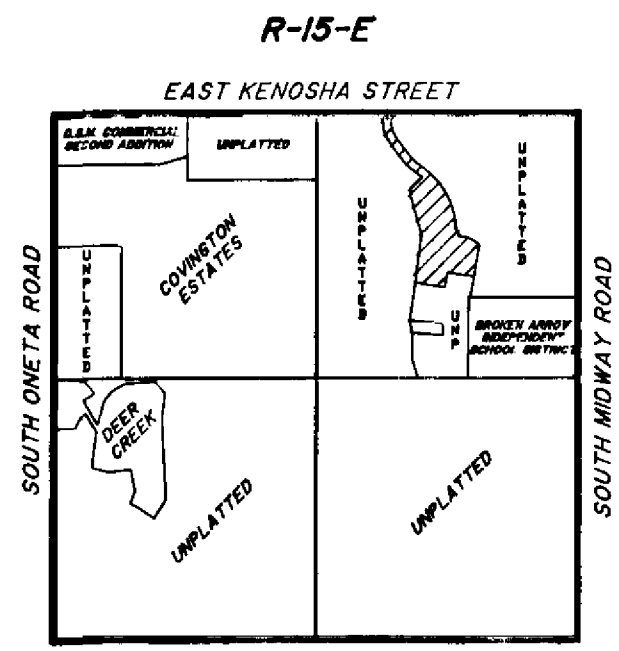 R-15-E
EAST KENOSHA STREET
B.S.M. COMMERCIAL
SECOND ADDITION
UNPLATTED
UNPLATTED
UNPLATTED
COVINGTON
ESTATES
UNPLATTED
UNP
BROKEN ARROW
INDEPENDENT
SCHOOL DISTRICT
SOUTH ONETA ROAD
SOUTH MIDWAY ROAD
DEER
CREEK
UNPLATTED
UNPLATTED